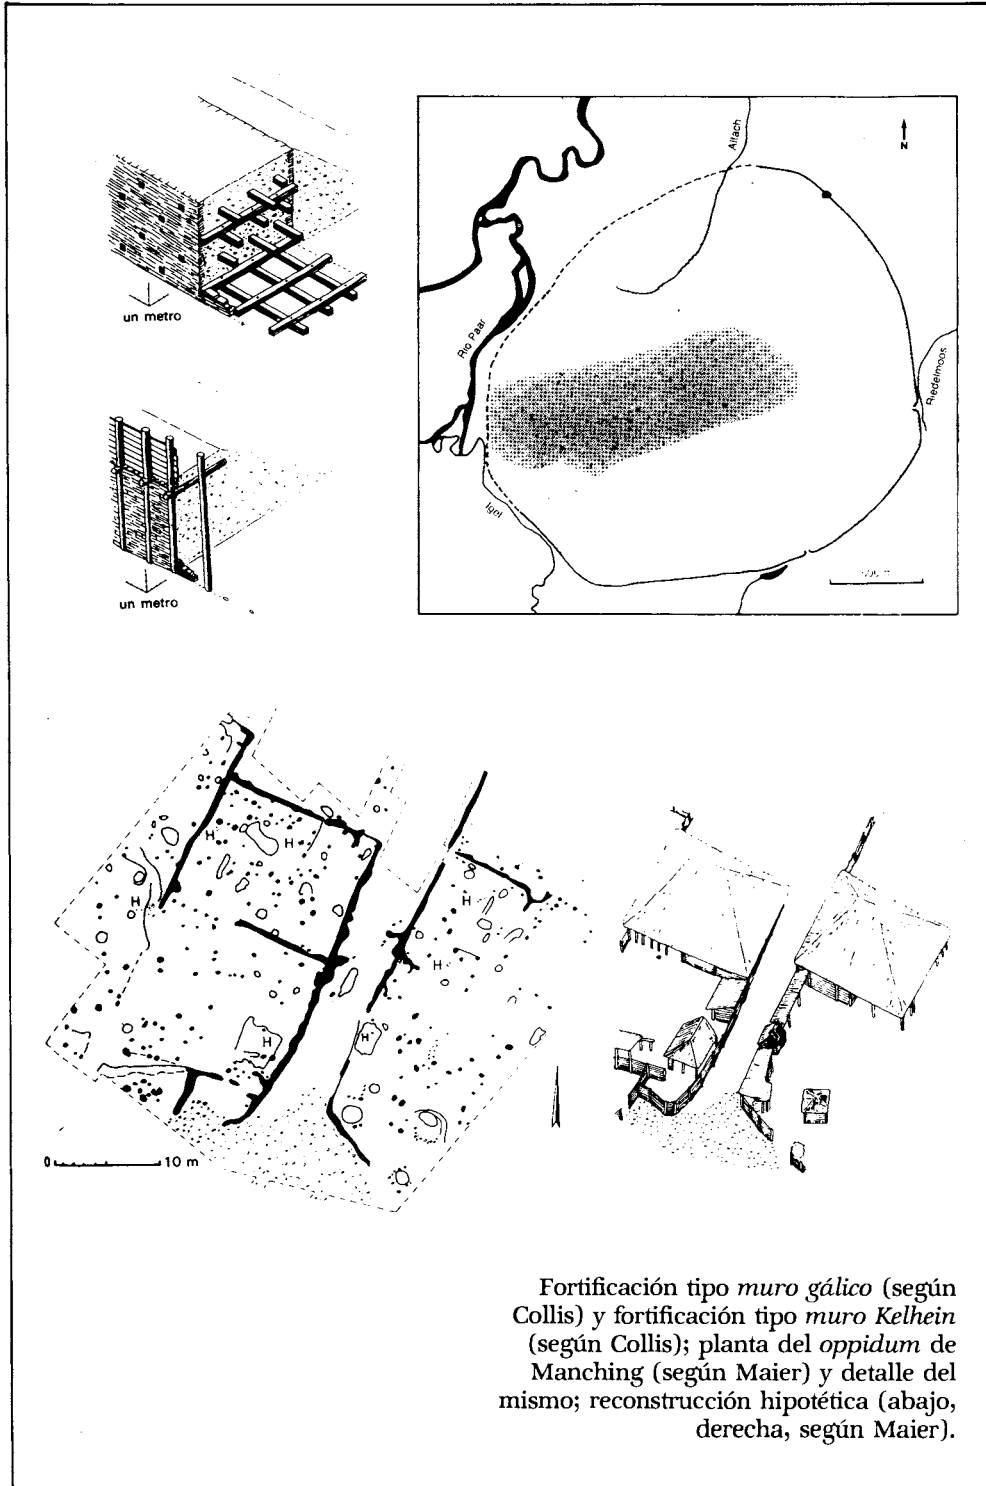 un metro
un metro
Altach
N
Río Paar
Riedelmoos
Igel
H
H
H
H
H
H
H
0
10 m
Fortificación tipo muro gálico (según
Collis) y fortificación tipo muro Kelhein
(según Collis); planta del oppidum de
Manching (según Maier) y detalle del
mismo; reconstrucción hipotética (abajo,
derecha, según Maier).